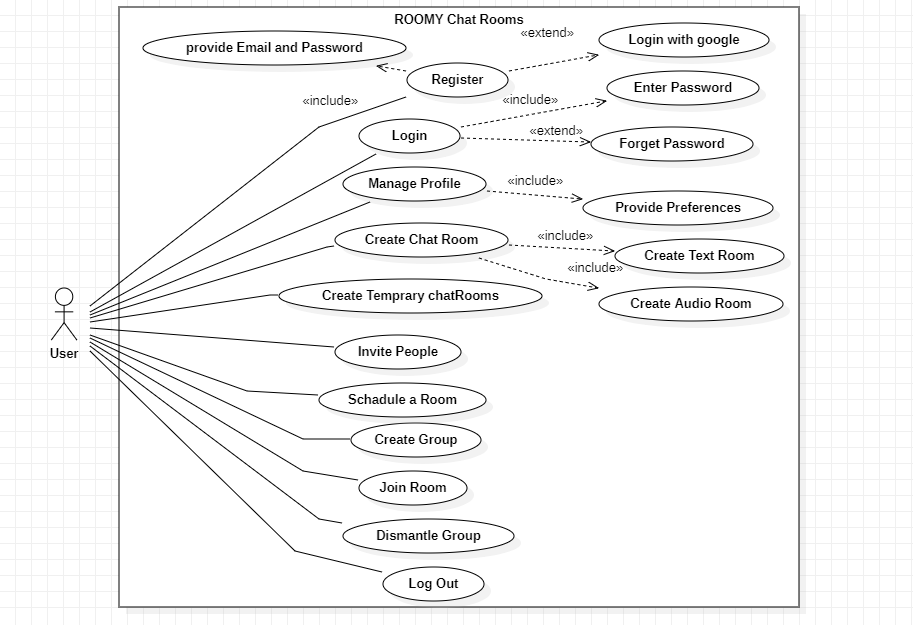 ROOMY Chat Rooms
«extend»
Login with google
provide Email and Password
Register
Enter Password
«include»
«include»
Login
«extend»
Forget Password
Manage Profile
«include»
Provide Preferences
Create Chat Room
«include»
Create Text Room
«include»
Create Temprary chatRooms
Create Audio Room
User
Invite People
Schadule a Room
Create Group
Join Room
Dismantle Group
Log Out